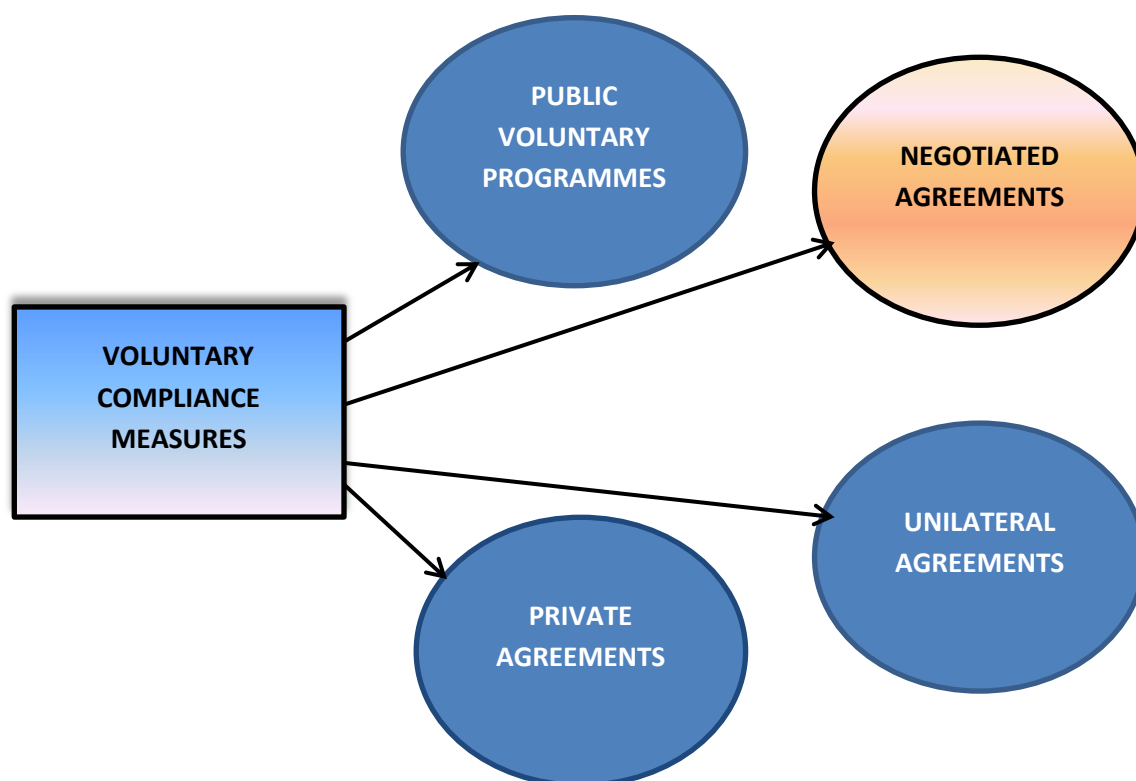 PUBLIC
VOLUNTARY
PROGRAMMES
NEGOTIATED
AGREEMENTS
VOLUNTARY
COMPLIANCE
MEASURES
UNILATERAL
AGREEMENTS
PRIVATE
AGREEMENTS